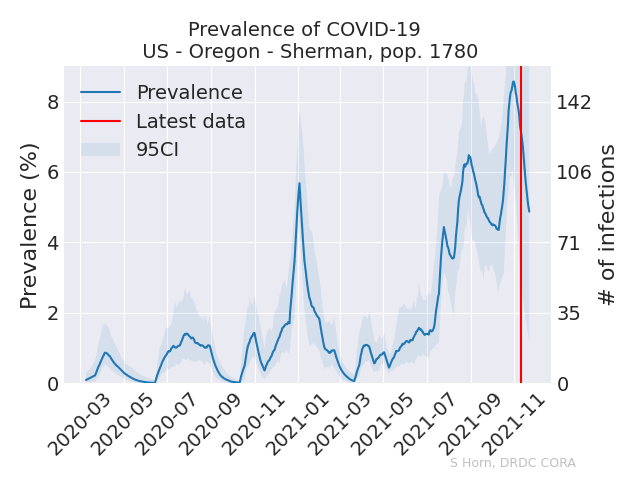 Prevalence of COVID-19
US - Oregon - Sherman, pop. 1780
Prevalence
Latest data
95CI
Prevalence (%)
8
6
4
2
0
142
106
71
35
0
# of infections
2020-03
2020-05
2020-07
2020-09
2020-11
2021-01
2021-03
2021-05
2021-07
2021-09
2021-11
S Horn, DRDC CORA